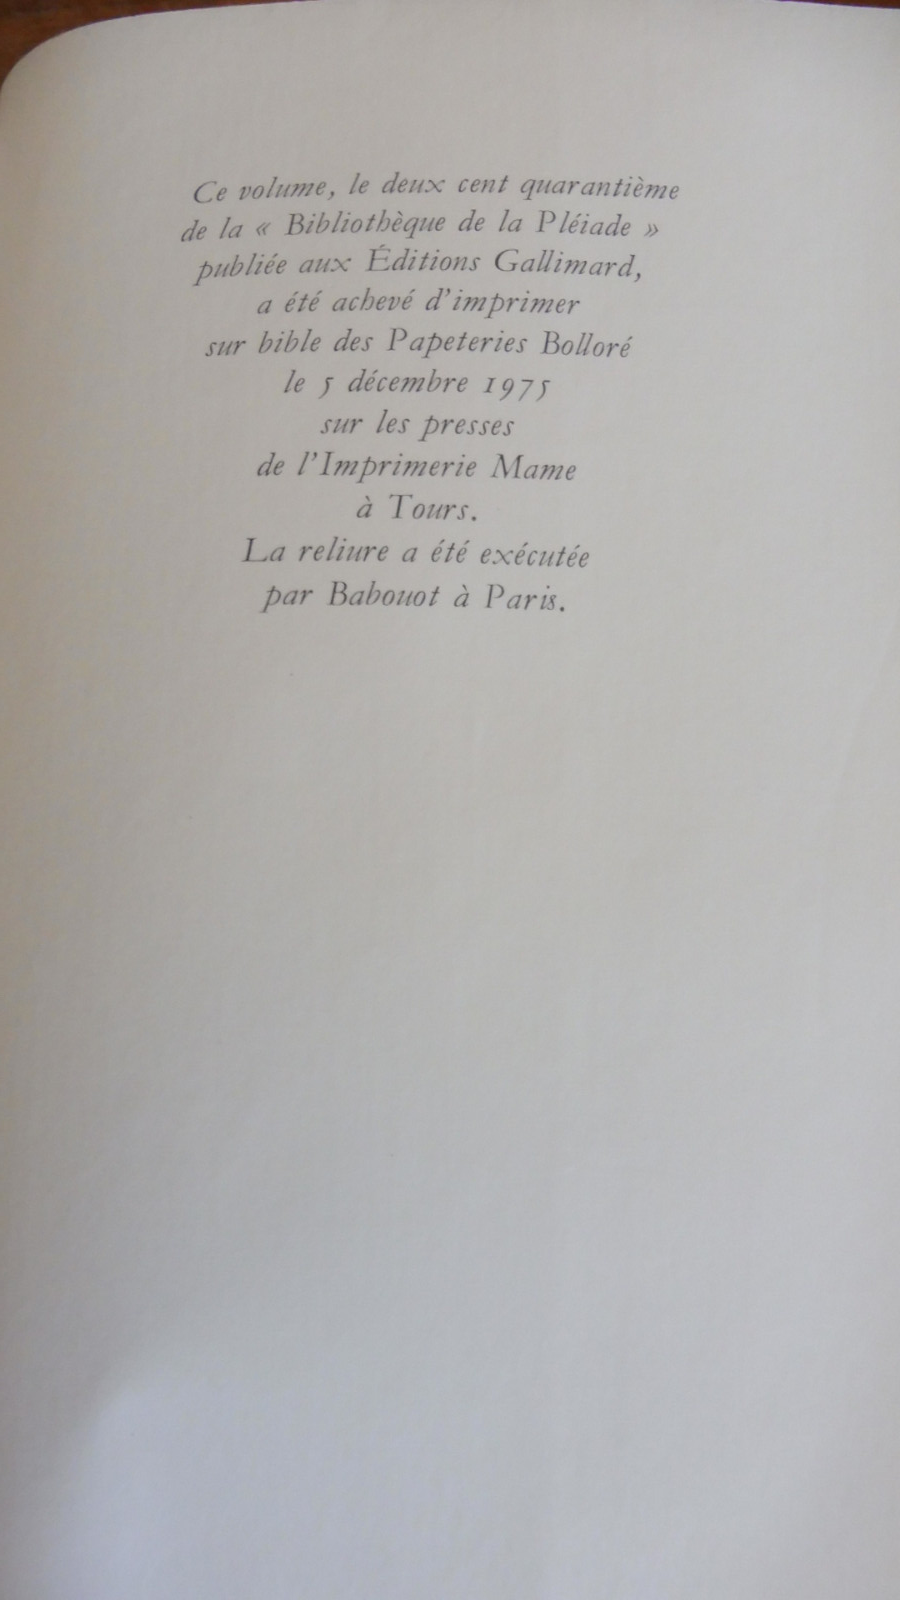 Ce volume, le deux cent quarantième
de la « Bibliothèque de la Pléiade »
publiée aux Éditions Gallimard,
a été achevé d'imprimer
sur bible des Papeteries Bolloré
le 5 décembre 1975
sur les presses
de l'Imprimerie Mame
à Tours.
La reliure a été exécutée
par Babouot à Paris.